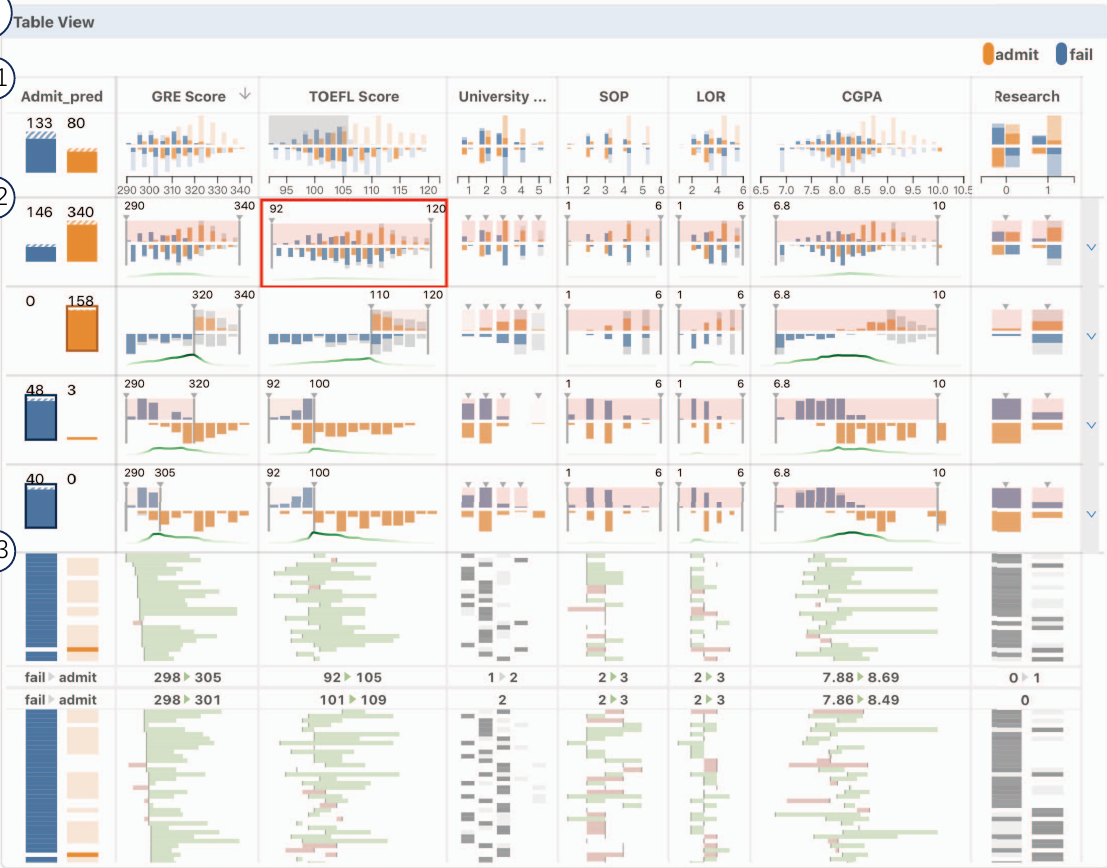 Table View
admit fail
1
Admit_pred GRE Score ↓ TOEFL Score University ... SOP LOR CGPA Research
133 80
290 300 310 320 330 340 95 100 105 110 115 120 1 2 3 4 5 1 2 3 4 5 6 2 4 6 6.5 7.0 7.5 8.0 8.5 9.0 9.5 10.0 10.5 0 1
2
146 340 290 340 92 120 1 6 1 6 6.8 10
0 158 320 340 110 120 1 6 1 6 6.8 10
48 3 290 320 92 100 1 6 1 6 6.8 10
40 0 290 305 92 100 1 6 1 6 6.8 10
3
fail ▸ admit 298 ▸ 305 92 ▸ 105 1 ▸ 2 2 ▸ 3 2 ▸ 3 7.88 ▸ 8.69 0 ▸ 1
fail ▸ admit 298 ▸ 301 101 ▸ 109 2 2 ▸ 3 2 ▸ 3 7.86 ▸ 8.49 0